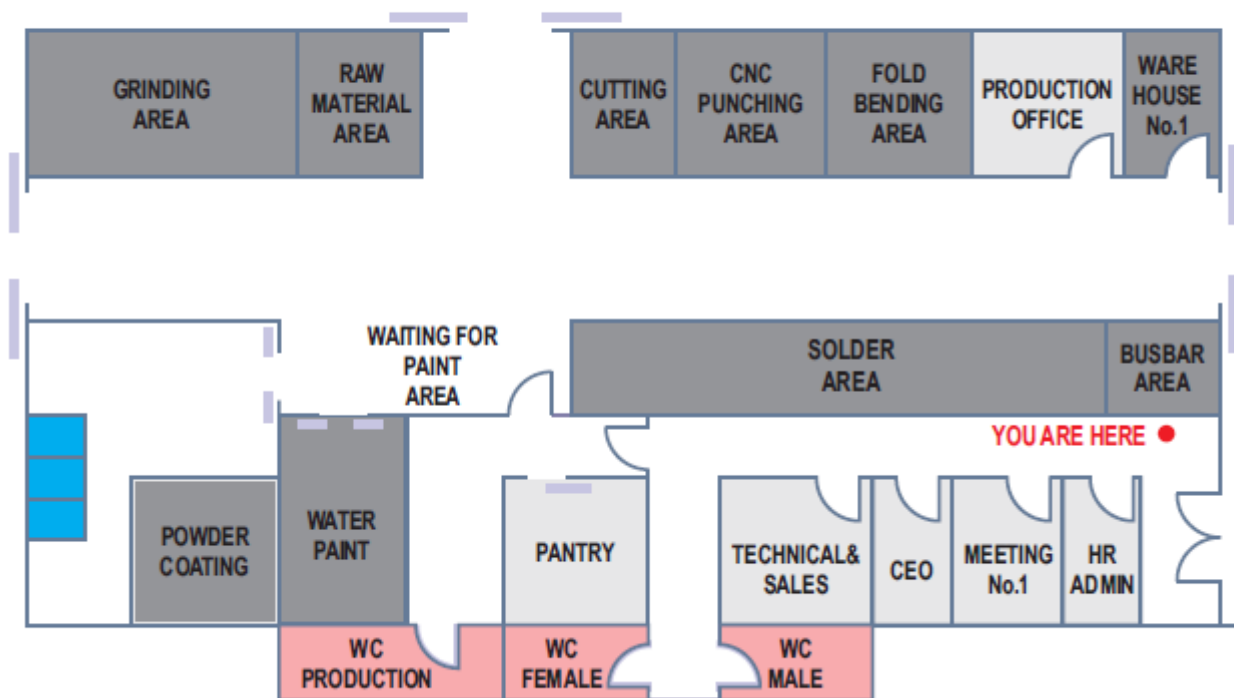 GRINDING
AREA
RAW
MATERIAL
AREA
CUTTING
AREA
CNC
PUNCHING
AREA
FOLD
BENDING
AREA
PRODUCTION
OFFICE
WARE
HOUSE
No.1
WAITING FOR
PAINT
AREA
SOLDER
AREA
BUSBAR
AREA
YOU ARE HERE
POWDER
COATING
WATER
PAINT
PANTRY
TECHNICAL&
SALES
CEO
MEETING
No.1
HR
ADMIN
WC
PRODUCTION
WC
FEMALE
WC
MALE